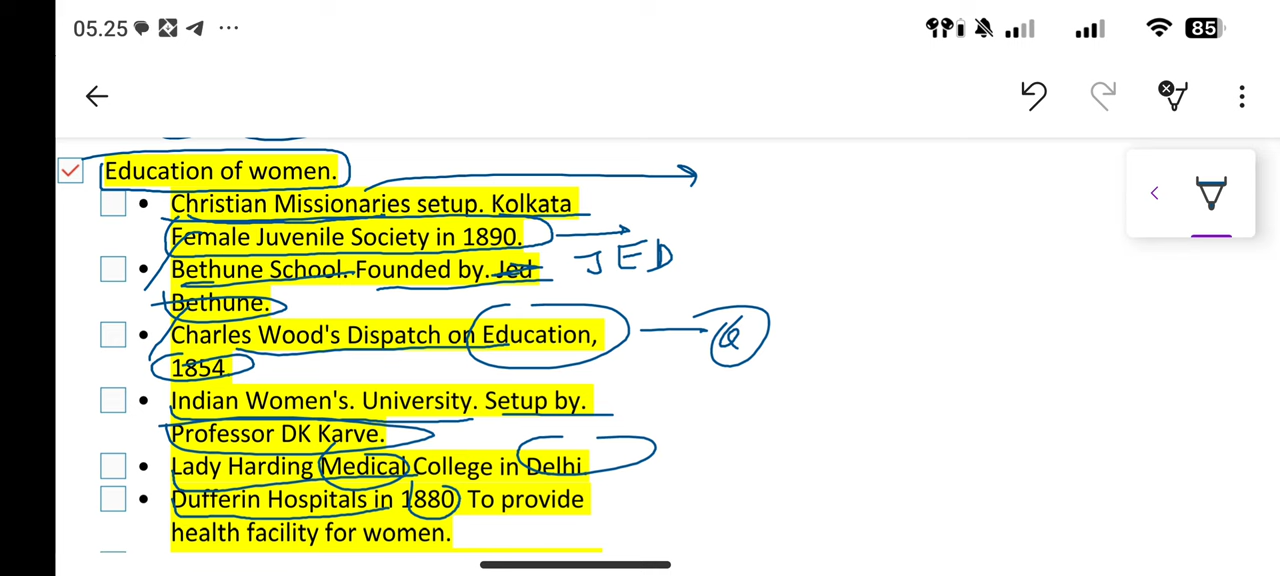 05.25
85
Education of women.
• Christian Missionaries setup. Kolkata
Female Juvenile Society in 1890.
• Bethune School. Founded by. Jed
JED
Bethune.
• Charles Wood's Dispatch on Education,
1854
• Indian Women's. University. Setup by.
Professor DK Karve.
• Lady Harding Medical College in Delhi
• Dufferin Hospitals in 1880 To provide
health facility for women.